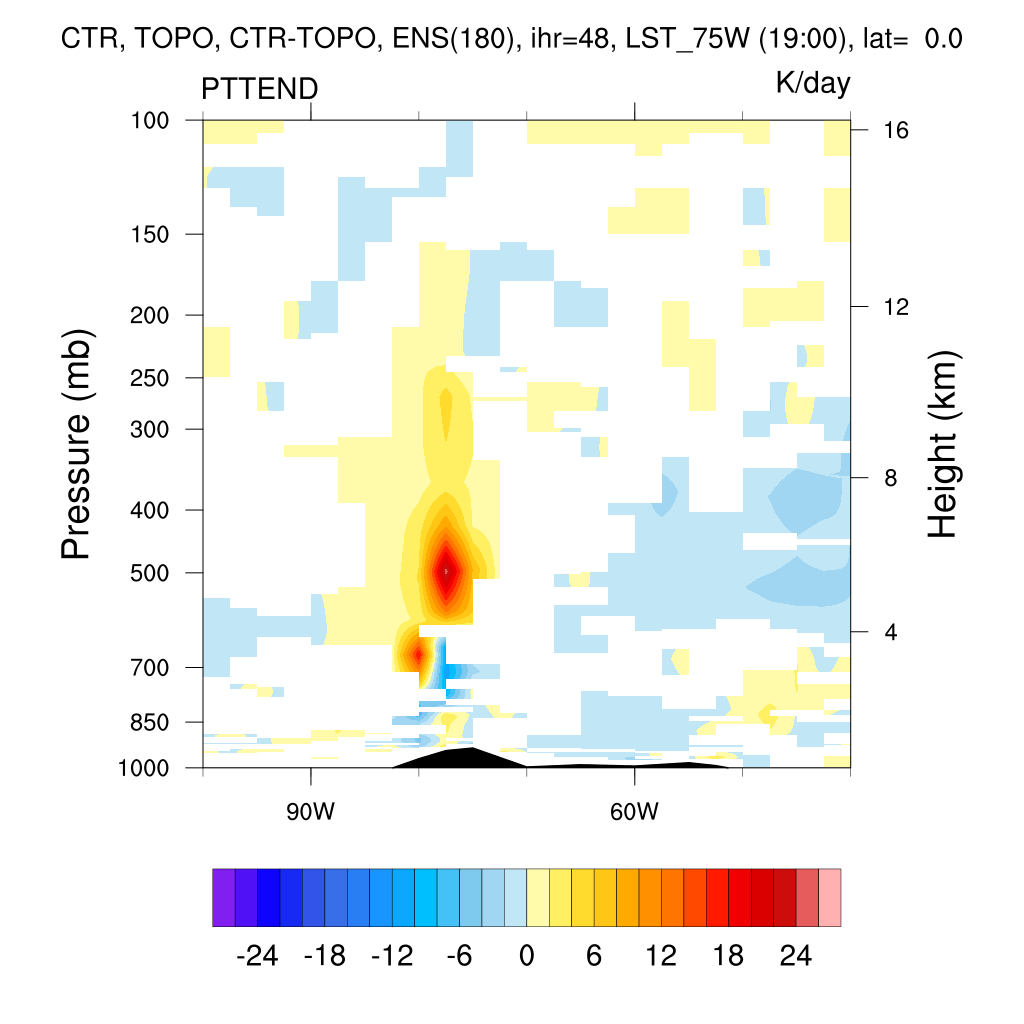 CTR, TOPO, CTR-TOPO, ENS(180), ihr=48, LST_75W (19:00), lat= 0.0
PTTEND K/day
100
150
200
250
300
400
500
700
850
1000
Pressure (mb)
16
12
8
4
Height (km)
90W 60W
-24 -18 -12 -6 0 6 12 18 24